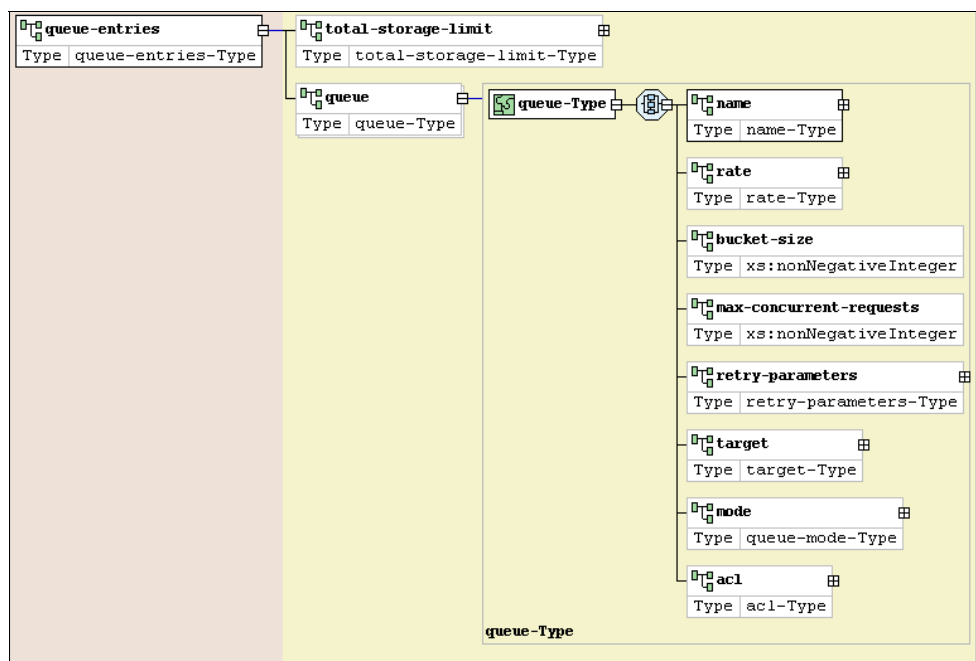 queue-entries
Type queue-entries-Type
total-storage-limit
Type total-storage-limit-Type
queue
Type queue-Type
queue-Type
name
Type name-Type
rate
Type rate-Type
bucket-size
Type xs:nonNegativeInteger
max-concurrent-requests
Type xs:nonNegativeInteger
retry-parameters
Type retry-parameters-Type
target
Type target-Type
mode
Type queue-mode-Type
acl
Type acl-Type
queue-Type